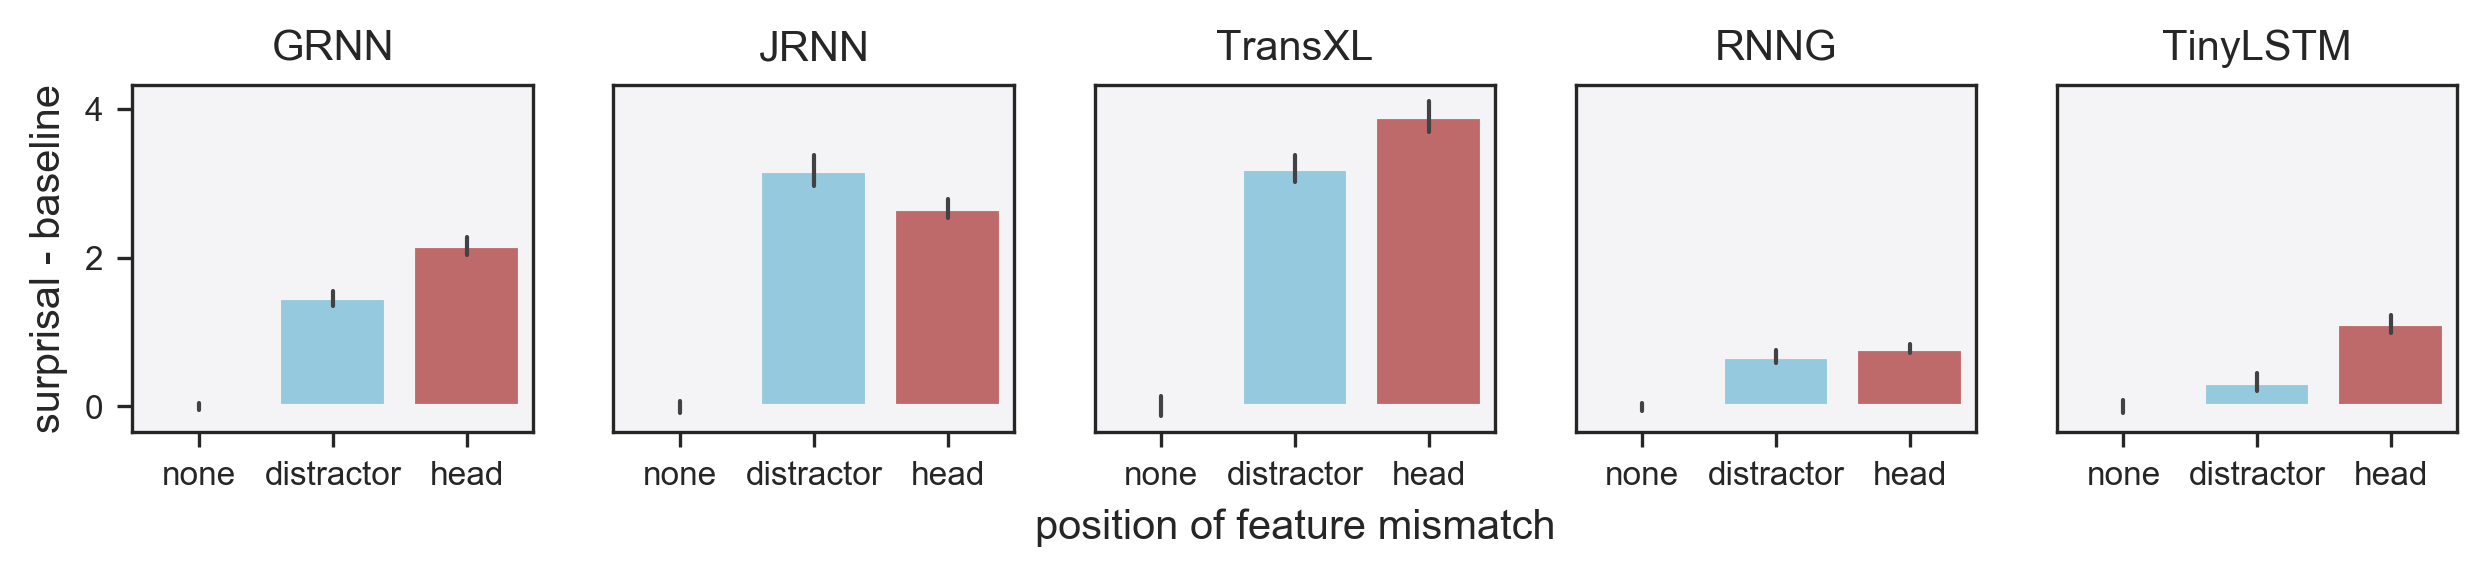 GRNN JRNN TransXL RNNG TinyLSTM
surprisal - baseline
4
2
0
none distractor head none distractor head none distractor head none distractor head none distractor head
position of feature mismatch